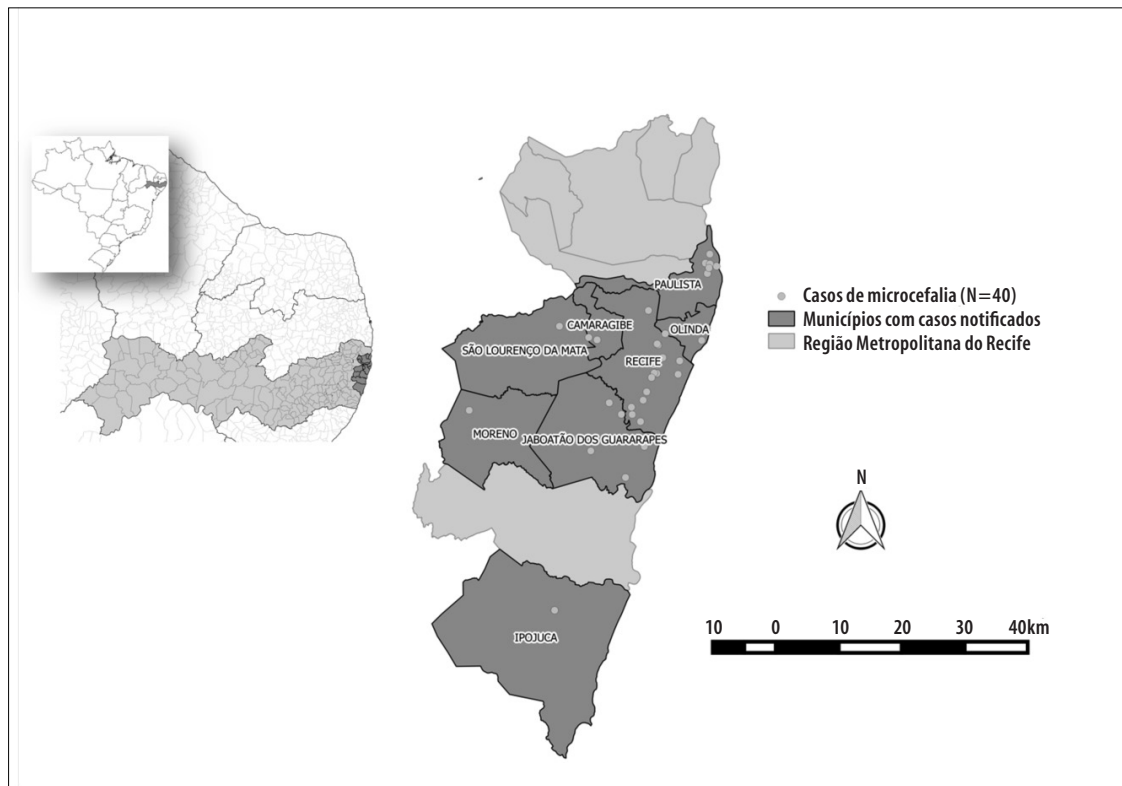 PAULISTA
CAMARAGIBE
OLINDA
SÃO LOURENÇO DA MATA
RECIFE
MORENO
JABOATÃO DOS GUARARAPES
IPOJUCA
Casos de microcefalia (N=40)
Municípios com casos notificados
Região Metropolitana do Recife
N
10 0 10 20 30 40km